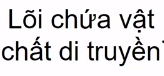 Lõi chứa vật
chất di truyền